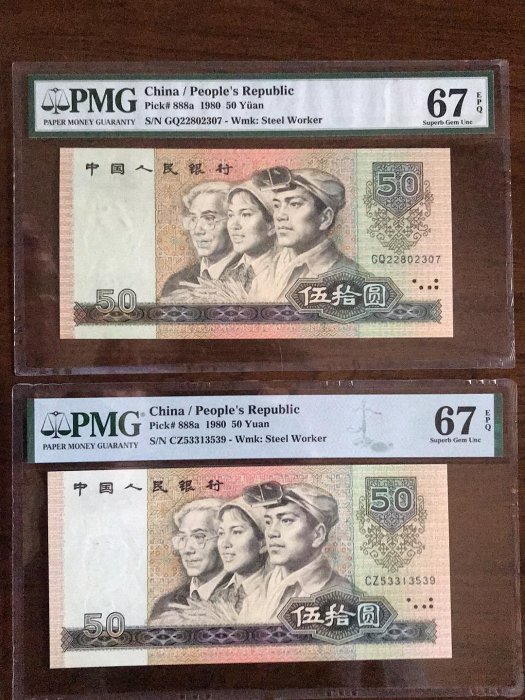 PMG
PAPER MONEY GUARANTY
China / People's Republic
Pick# 888a 1980 50 Yüan
S/N GQ22802307 - Wmk: Steel Worker
67 EPQ
Superb Gem Unc
中国人民银行
50
GQ22802307
50
伍拾圆
PMG®
PAPER MONEY GUARANTY
China / People's Republic
Pick# 888a 1980 50 Yuan
S/N CZ53313539 - Wmk: Steel Worker
67 EPQ
Superb Gem Unc
中国人民银行
50
CZ53313539
50
伍拾圆